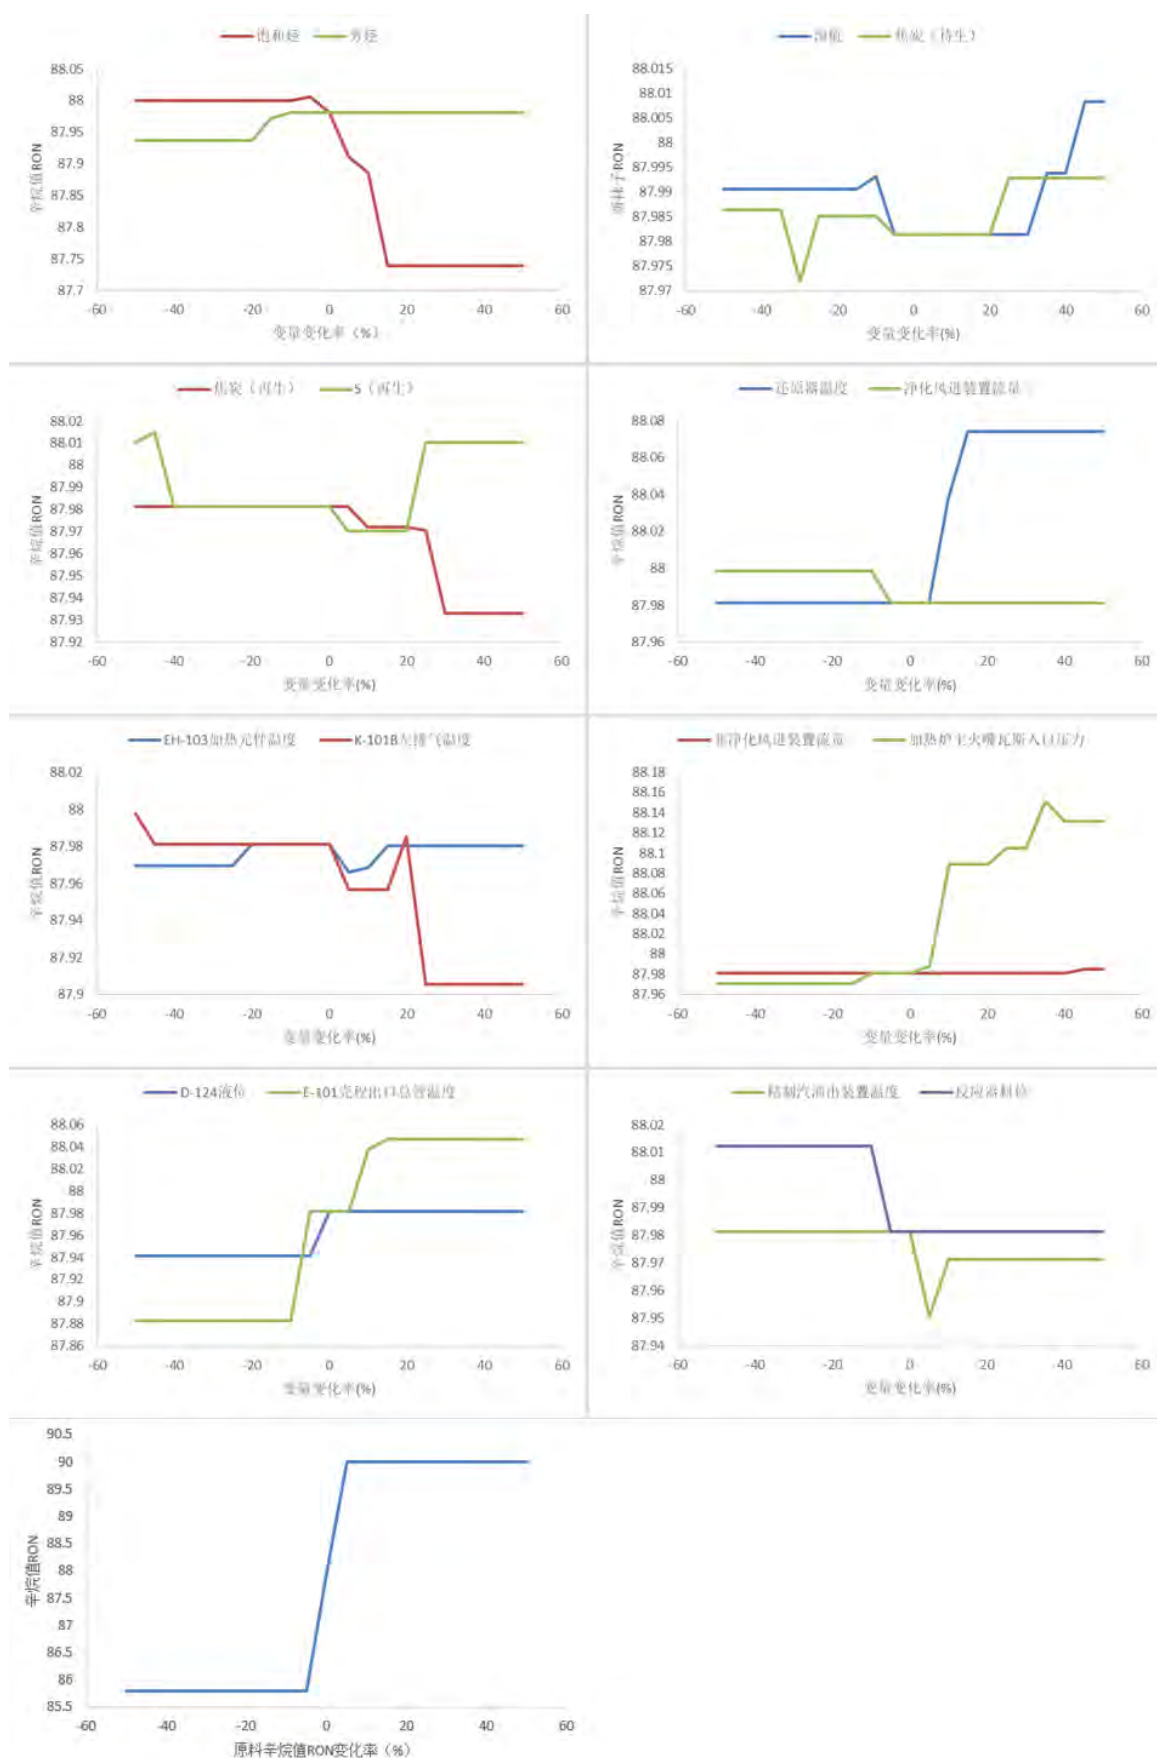 饱和烃 芳烃
88.05
88
87.95
87.9
87.85
87.8
87.75
87.7
辛烷值RON
-60 -40 -20 0 20 40 60
变量变化率（%）
溴值 焦炭（待生）
88.015
88.01
88.005
88
87.995
87.99
87.985
87.98
87.975
87.97
RON
-60 -40 -20 0 20 40 60
变量变化率(%)
焦炭（再生） S（再生）
88.02
88.01
88
87.99
87.98
87.97
87.96
87.95
87.94
87.93
87.92
辛烷值RON
-60 -40 -20 0 20 40 60
变量变化率(%)
还原器温度 净化风进装置流量
88.08
88.06
88.04
88.02
88
87.98
87.96
辛烷值RON
-60 -40 -20 0 20 40 60
变量变化率(%)
EH-103加热元件温度 K-101B左排气温度
88.02
88
87.98
87.96
87.94
87.92
87.9
辛烷值RON
-60 -40 -20 0 20 40 60
变量变化率(%)
非净化风进装置流量 加热炉主火嘴瓦斯入口压力
88.18
88.16
88.14
88.12
88.1
88.08
88.06
88.04
88.02
88
87.98
87.96
辛烷值RON
-60 -40 -20 0 20 40 60
变量变化率(%)
D-124液位 E-101壳程出口总管温度
88.06
88.04
88.02
88
87.98
87.96
87.94
87.92
87.9
87.88
87.86
辛烷值RON
-60 -40 -20 0 20 40 60
变量变化率(%)
精制汽油出装置温度 反应器料位
88.02
88.01
88
87.99
87.98
87.97
87.96
87.95
87.94
辛烷值RON
-60 -40 -20 0 20 40 60
变量变化率(%)
90.5
90
89.5
89
88.5
88
87.5
87
86.5
86
85.5
辛烷值RON
-60 -40 -20 0 20 40 60
原料辛烷值RON变化率（%）